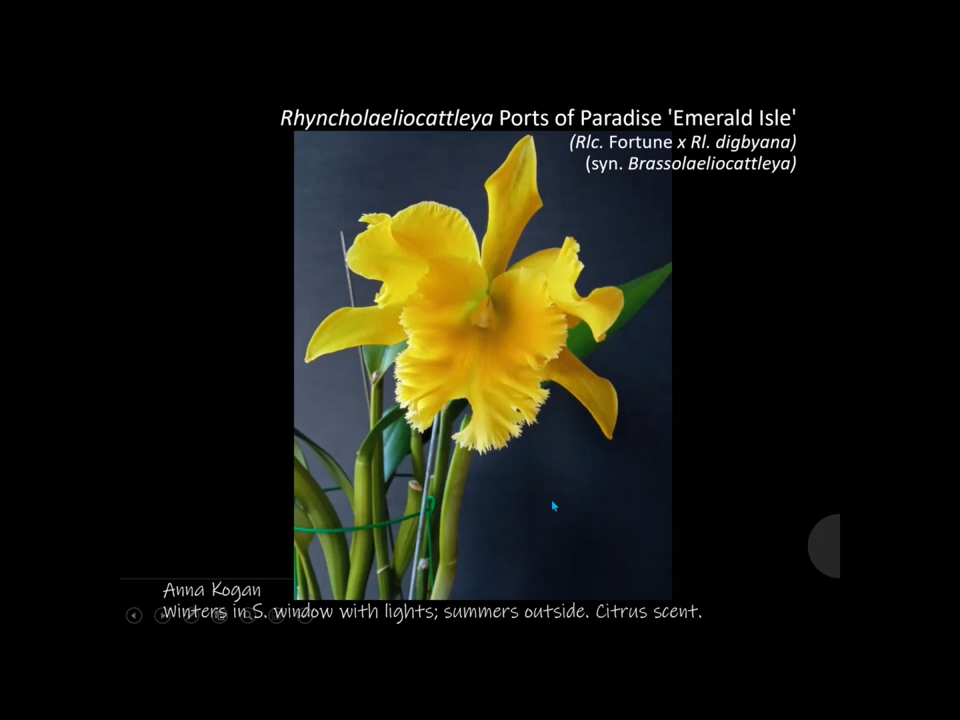 Rhyncholaeliocattleya Ports of Paradise 'Emerald Isle'
(Rlc. Fortune x Rl. digbyana)
(syn. Brassolaeliocattleya)
Anna Kogan
Winters in S. window with lights; summers outside. Citrus scent.